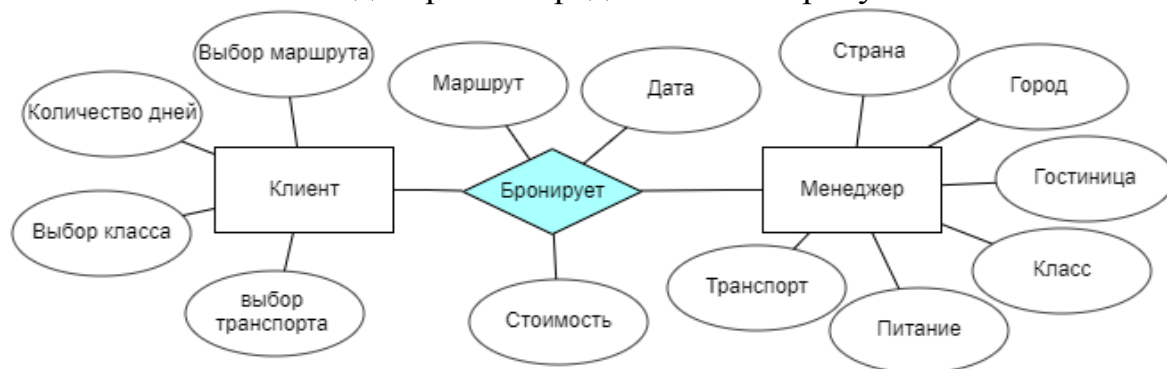 Выбор маршрута
Количество дней
Выбор класса
выбор
транспорта
Клиент
Маршрут
Дата
Бронирует
Стоимость
Страна
Город
Гостиница
Класс
Питание
Транспорт
Менеджер